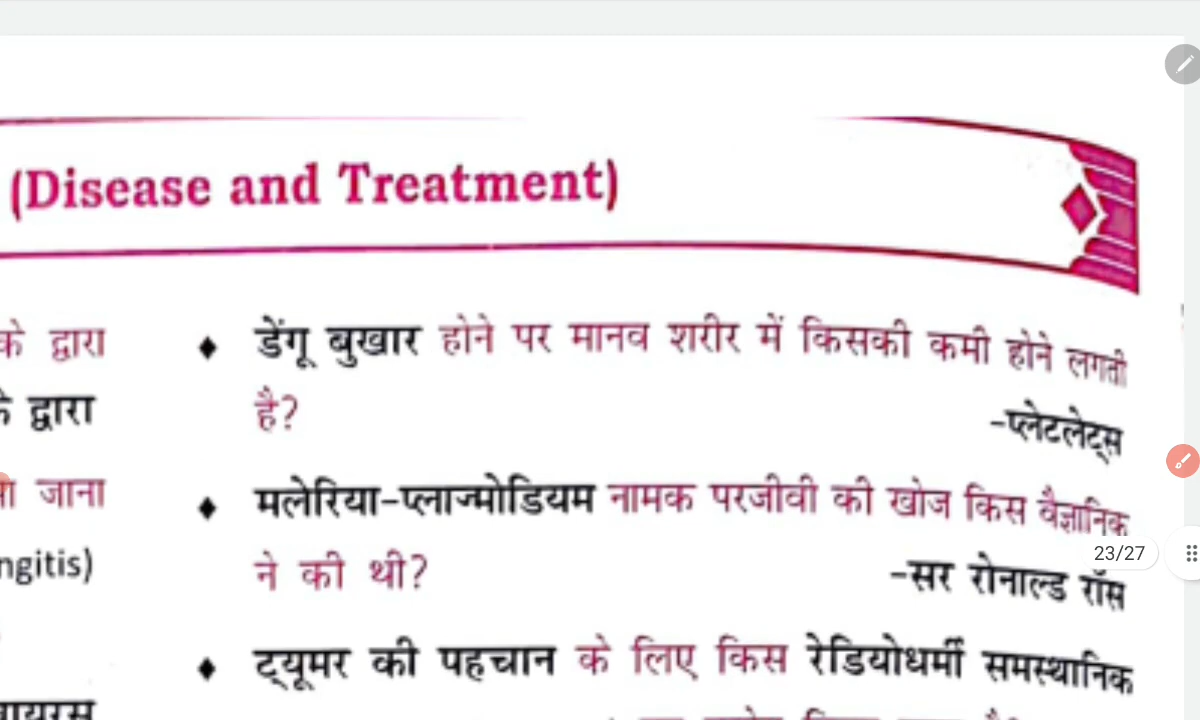 (Disease and Treatment)
के द्वारा
द्वारा
जाना
ngitis)
♦ डेंगू बुखार होने पर मानव शरीर में किसकी कमी होने लगती
है?
-प्लेटलेट्स
♦ मलेरिया-प्लाज्मोडियम नामक परजीवी की खोज किस वैज्ञानिक
23/27
ने की थी?
-सर रोनाल्ड रॉस
♦ ट्यूमर की पहचान के लिए किस रेडियोधर्मी समस्थानिक